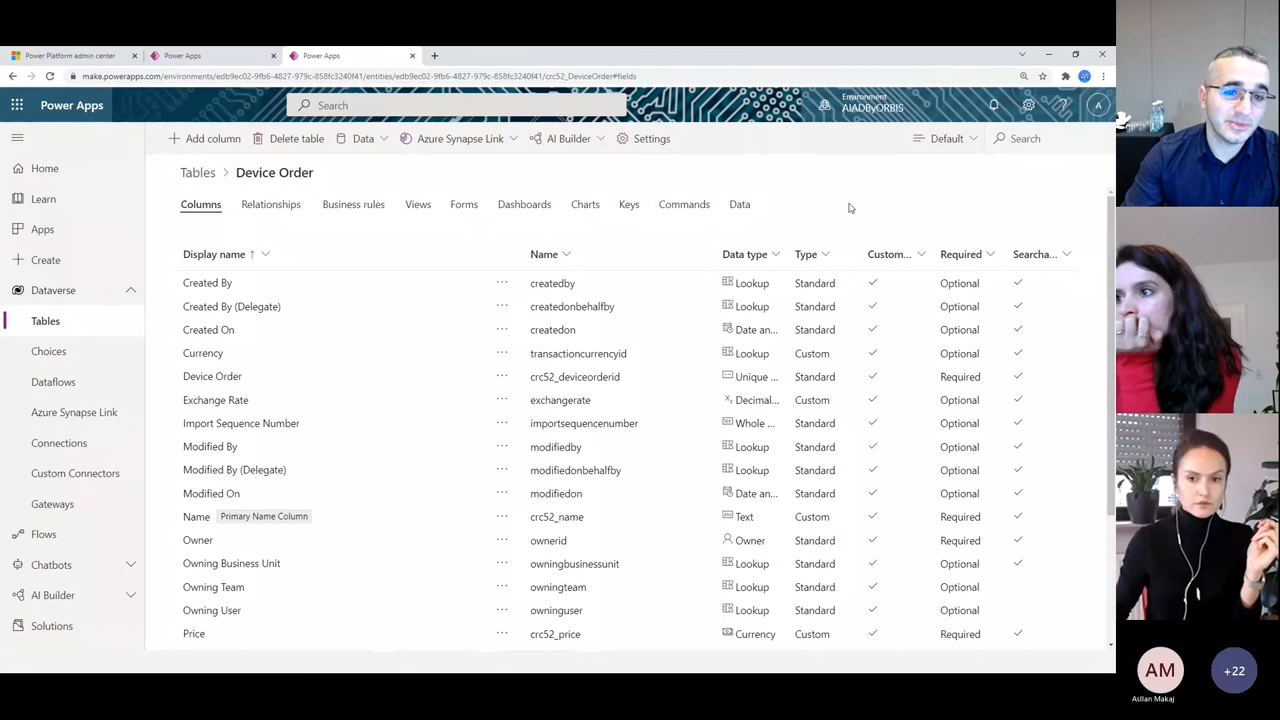 Power Platform admin center
Power Apps
Power Apps
make.powerapps.com/environments/edb9ec02-9fb6-4827-979c-858fc3240f41/entities/edb9ec02-9fb6-4827-979c-858fc3240f41/crc52_DeviceOrder#fields
Power Apps
Search
Environment
AIADByORBIS
A
Add column
Delete table
Data
Azure Synapse Link
AI Builder
Settings
Default
Search
Home
Learn
Apps
Create
Dataverse
Tables
Choices
Dataflows
Azure Synapse Link
Connections
Custom Connectors
Gateways
Flows
Chatbots
AI Builder
Solutions
Tables > Device Order
Columns Relationships Business rules Views Forms Dashboards Charts Keys Commands Data
Display name ↑ Name Data type Type Custom... Required Searcha...
Created By ··· createdby Lookup Standard Optional
Created By (Delegate) ··· createdonbehalfby Lookup Standard Optional
Created On ··· createdon Date an... Standard Optional
Currency ··· transactioncurrencyid Lookup Custom Optional
Device Order ··· crc52_deviceorderid Unique ... Standard Required
Exchange Rate ··· exchangerate Decimal... Custom Optional
Import Sequence Number ··· importsequencenumber Whole ... Standard Optional
Modified By ··· modifiedby Lookup Standard Optional
Modified By (Delegate) ··· modifiedonbehalfby Lookup Standard Optional
Modified On ··· modifiedon Date an... Standard Optional
Name Primary Name Column ··· crc52_name Text Custom Required
Owner ··· ownerid Owner Standard Required
Owning Business Unit ··· owningbusinessunit Lookup Standard Optional
Owning Team ··· owningteam Lookup Standard Optional
Owning User ··· owninguser Lookup Standard Optional
Price ··· crc52_price Currency Custom Required
AM
Asllan Makaj
+22